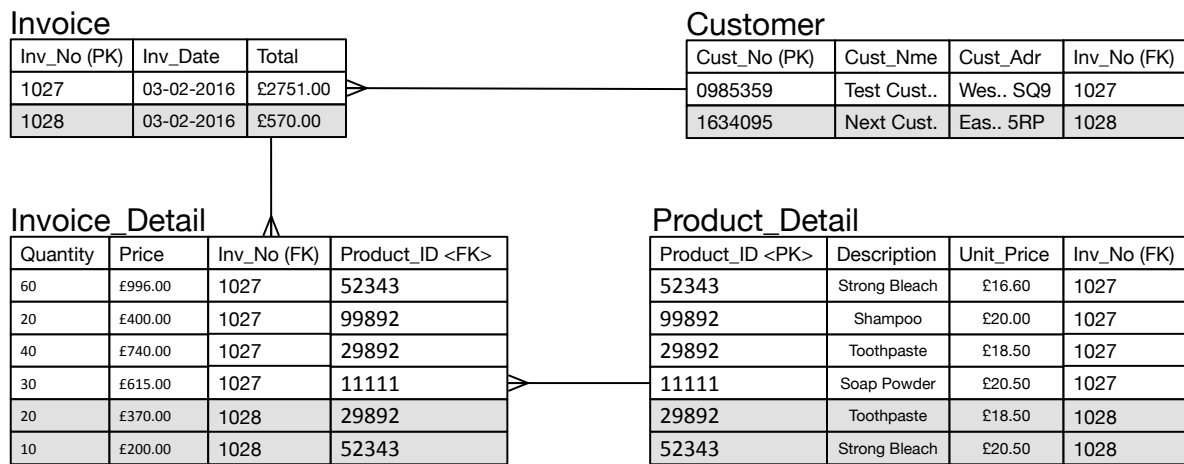 Invoice
Inv_No (PK) Inv_Date Total
1027 03-02-2016 £2751.00
1028 03-02-2016 £570.00
Customer
Cust_No (PK) Cust_Nme Cust_Adr Inv_No (FK)
0985359 Test Cust.. Wes.. SQ9 1027
1634095 Next Cust. Eas.. 5RP 1028
Invoice_Detail
Quantity Price Inv_No (FK) Product_ID <FK>
60 £996.00 1027 52343
20 £400.00 1027 99892
40 £740.00 1027 29892
30 £615.00 1027 11111
20 £370.00 1028 29892
10 £200.00 1028 52343
Product_Detail
Product_ID <PK> Description Unit_Price Inv_No (FK)
52343 Strong Bleach £16.60 1027
99892 Shampoo £20.00 1027
29892 Toothpaste £18.50 1027
11111 Soap Powder £20.50 1027
29892 Toothpaste £18.50 1028
52343 Strong Bleach £20.50 1028